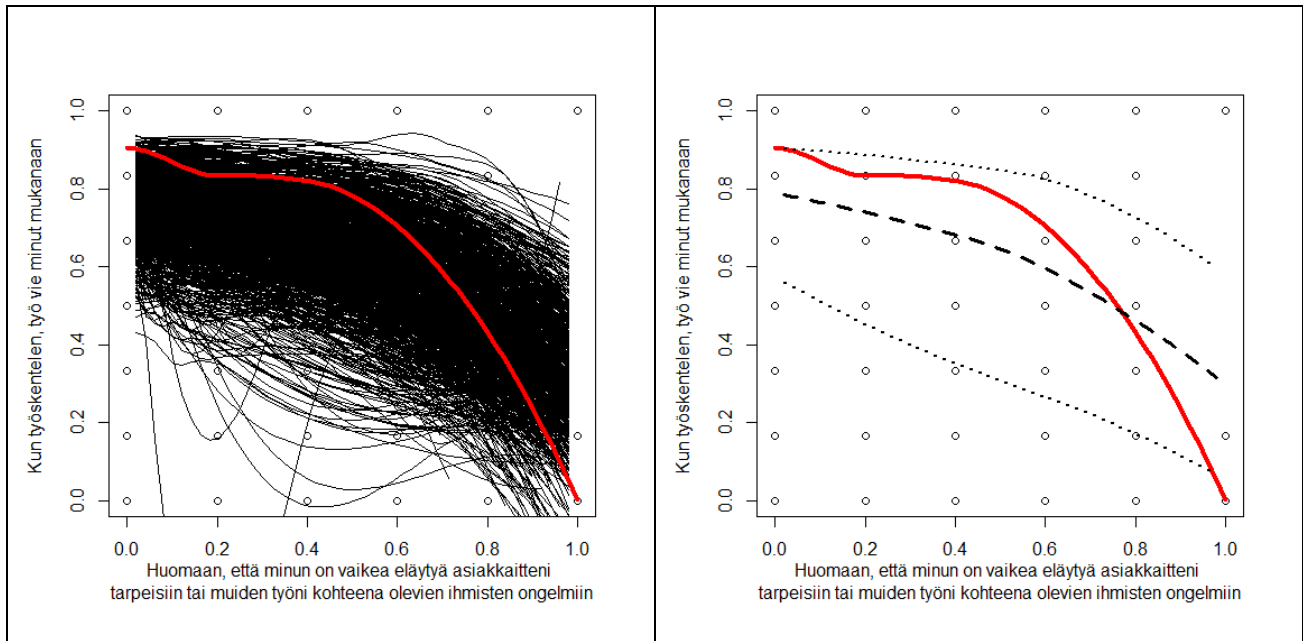 Kun työskentelen, työ vie minut mukanaan
1.0
0.8
0.6
0.4
0.2
0.0
0.0 0.2 0.4 0.6 0.8 1.0
Huomaan, että minun on vaikea eläytyä asiakkaitteni
tarpeisiin tai muiden työni kohteena olevien ihmisten ongelmiin
Kun työskentelen, työ vie minut mukanaan
1.0
0.8
0.6
0.4
0.2
0.0
0.0 0.2 0.4 0.6 0.8 1.0
Huomaan, että minun on vaikea eläytyä asiakkaitteni
tarpeisiin tai muiden työni kohteena olevien ihmisten ongelmiin